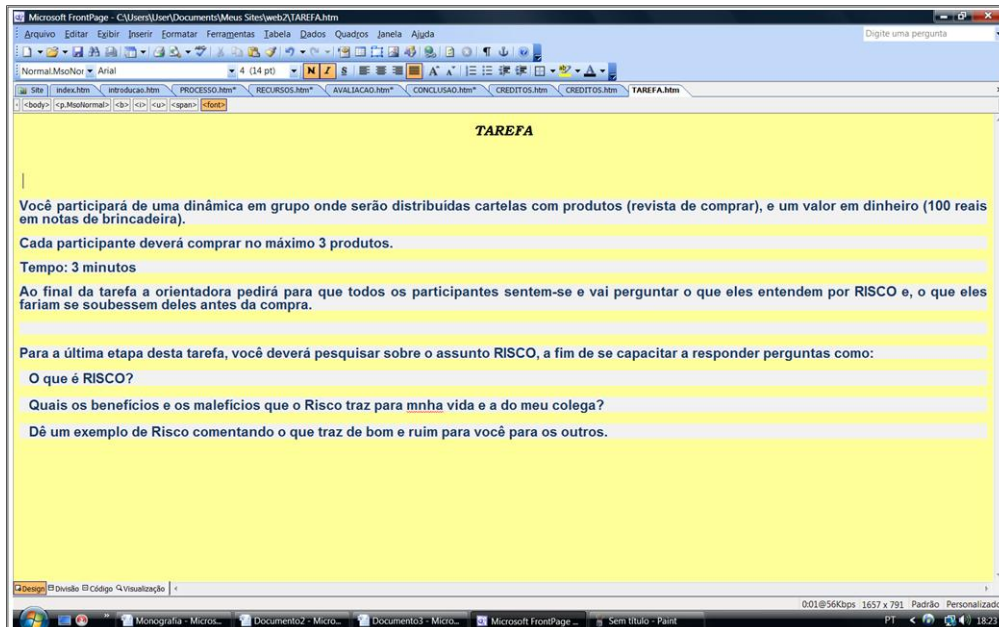 Microsoft FrontPage - C:\Users\User\Documents\Meus Sites\web2\TAREFA.htm
Arquivo Editar Exibir Inserir Formatar Ferramentas Tabela Dados Quadros Janela Ajuda Digite uma pergunta
Normal.MsoNor Arial 4 (14 pt) N I S
Site index.htm introducao.htm PROCESSO.htm* RECURSOS.htm* AVALIACAO.htm* CONCLUSAO.htm* CREDITOS.htm CREDITOS.htm TAREFA.htm
<body> <p.MsoNormal> <b> <i> <u> <span> <font>
TAREFA
Você participará de uma dinâmica em grupo onde serão distribuídas cartelas com produtos (revista de comprar), e um valor em dinheiro (100 reais
em notas de brincadeira).
Cada participante deverá comprar no máximo 3 produtos.
Tempo: 3 minutos
Ao final da tarefa a orientadora pedirá para que todos os participantes sentem-se e vai perguntar o que eles entendem por RISCO e, o que eles
fariam se soubessem deles antes da compra.
Para a última etapa desta tarefa, você deverá pesquisar sobre o assunto RISCO, a fim de se capacitar a responder perguntas como:
O que é RISCO?
Quais os benefícios e os malefícios que o Risco traz para mnha vida e a do meu colega?
Dê um exemplo de Risco comentando o que traz de bom e ruim para você para os outros.
Design Divisão Código Visualização
0:01@56Kbps 1657 x 791 Padrão Personalizado
Monografia - Micros... Documento2 - Micro... Documento3 - Micro... Microsoft FrontPage ... Sem título - Paint PT 18:23